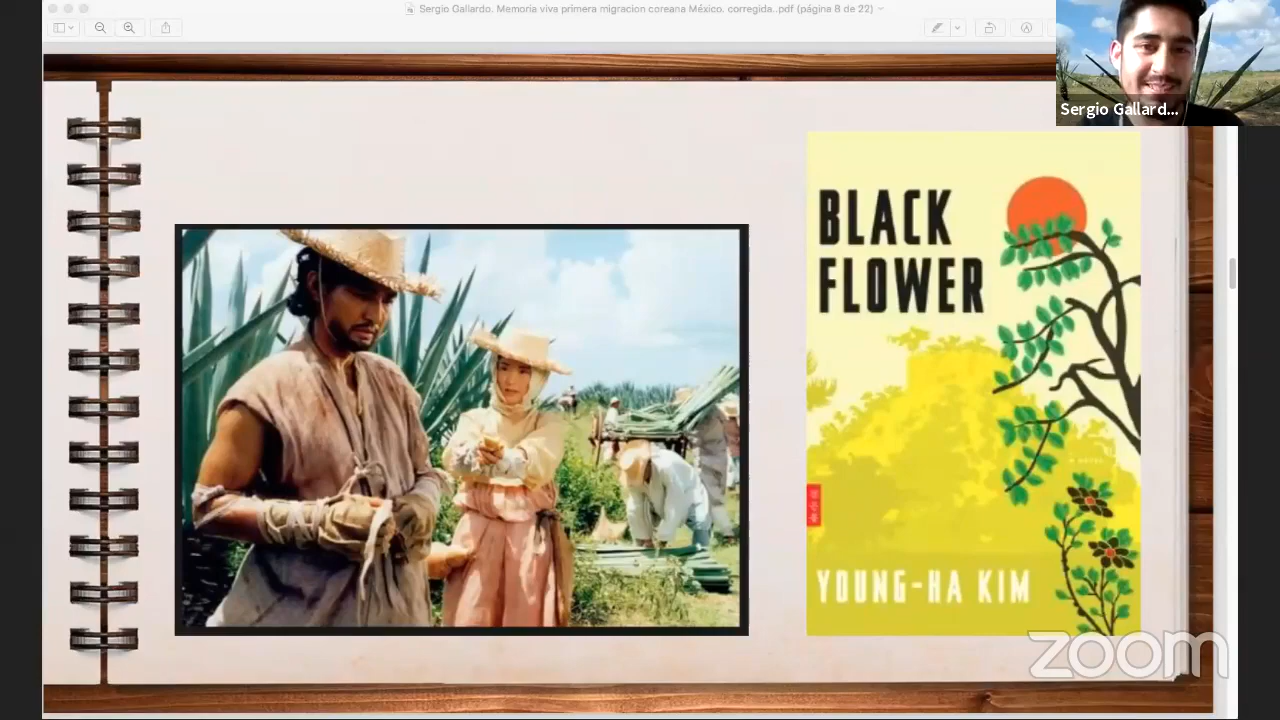 Sergio Gallardo. Memoria viva primera migracion coreana México. corregida..pdf (página 8 de 22)
Sergio Gallard...
BLACK
FLOWER
A NOVEL
YOUNG-HA KIM
zoom